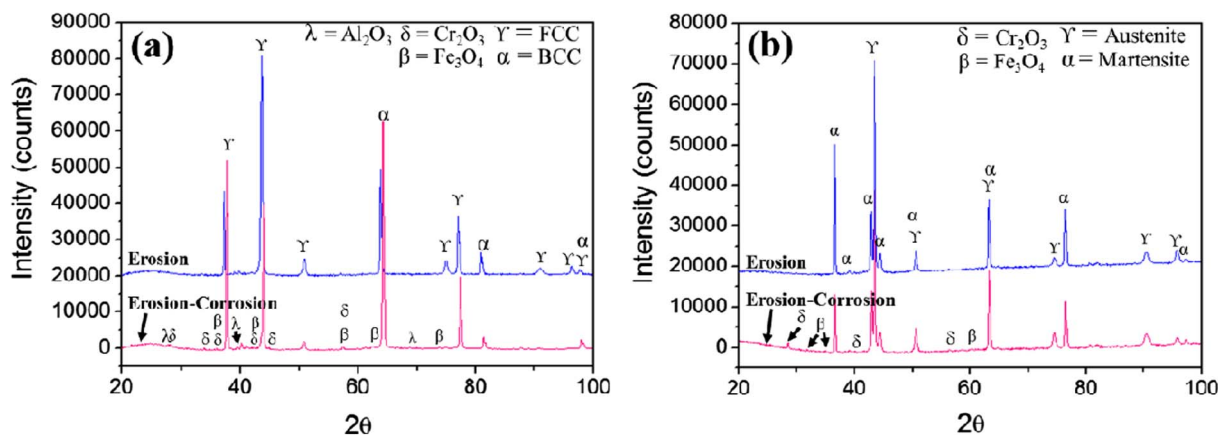 (a)
λ = Al₂O₃ δ = Cr₂O₃ ϒ = FCC
β = Fe₃O₄ α = BCC
Intensity (counts)
90000
80000
70000
60000
50000
40000
30000
20000
10000
0
ϒ
ϒ
ϒ
α
ϒ
ϒ
α
ϒ
ϒ
α
ϒ
Erosion
Erosion-Corrosion
λδ
δ
β
δ
λ
β
δ
δ
δ
β
β
λ
β
20 40 60 80 100
2θ
(b)
δ = Cr₂O₃ ϒ = Austenite
β = Fe₃O₄ α = Martensite
Intensity (counts)
80000
70000
60000
50000
40000
30000
20000
10000
0
α
α
α
ϒ
α
α
ϒ
α
ϒ
ϒ
α
ϒ
ϒ
α
Erosion
Erosion-Corrosion
δ
β
δ
δ
β
20 40 60 80 100
2θ